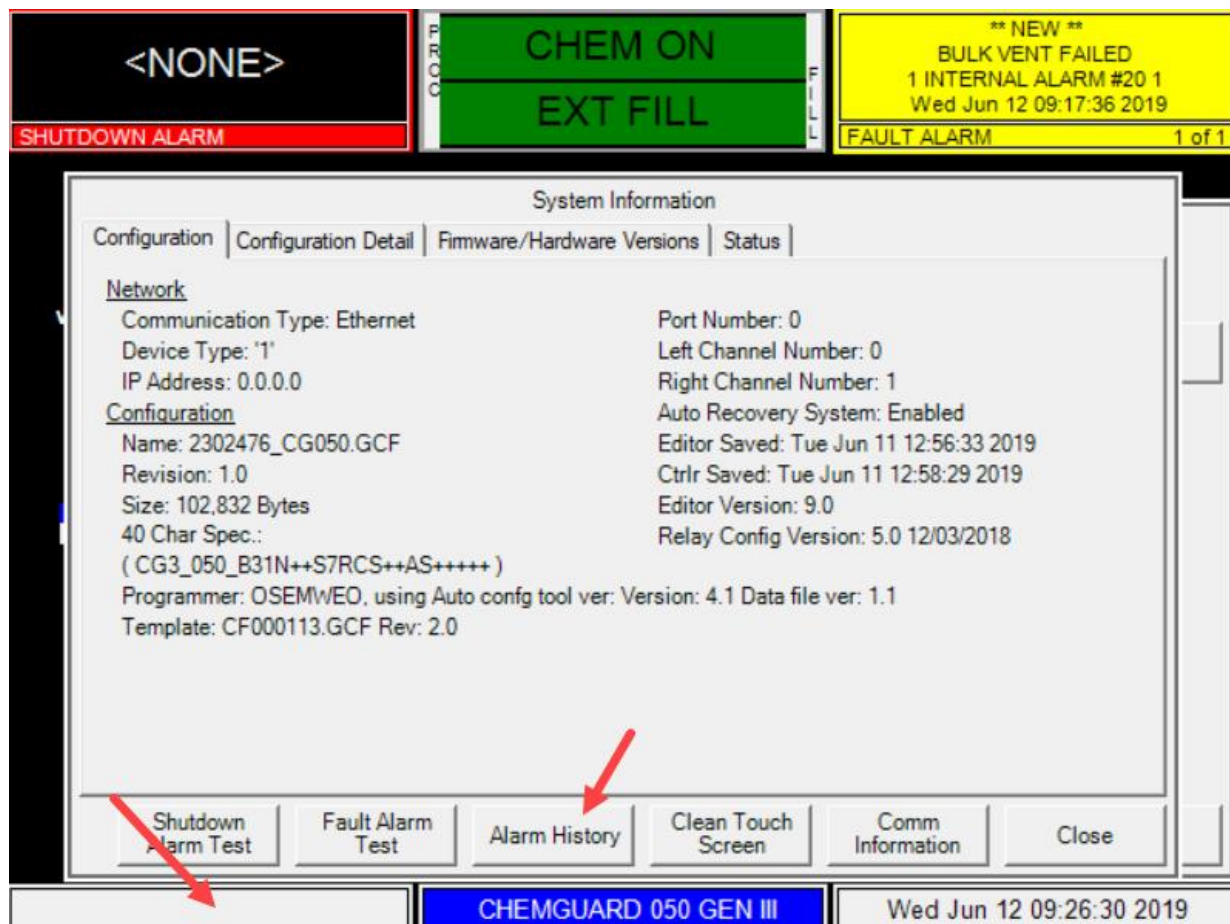 <NONE>
SHUTDOWN ALARM
PROC
CHEM ON
EXT FILL
FILL
** NEW **
BULK VENT FAILED
1 INTERNAL ALARM #20 1
Wed Jun 12 09:17:36 2019
FAULT ALARM 1 of 1
System Information
Configuration Configuration Detail Firmware/Hardware Versions Status
Network
Communication Type: Ethernet
Device Type: '1'
IP Address: 0.0.0.0
Configuration
Name: 2302476_CG050.GCF
Revision: 1.0
Size: 102,832 Bytes
40 Char Spec.:
( CG3_050_B31N++S7RCS++AS+++++ )
Programmer: OSEMWEO, using Auto confg tool ver: Version: 4.1 Data file ver: 1.1
Template: CF000113.GCF Rev: 2.0
Port Number: 0
Left Channel Number: 0
Right Channel Number: 1
Auto Recovery System: Enabled
Editor Saved: Tue Jun 11 12:56:33 2019
Ctrlr Saved: Tue Jun 11 12:58:29 2019
Editor Version: 9.0
Relay Config Version: 5.0 12/03/2018
Shutdown
Alarm Test
Fault Alarm
Test
Alarm History
Clean Touch
Screen
Comm
Information
Close
CHEMGUARD 050 GEN III
Wed Jun 12 09:26:30 2019